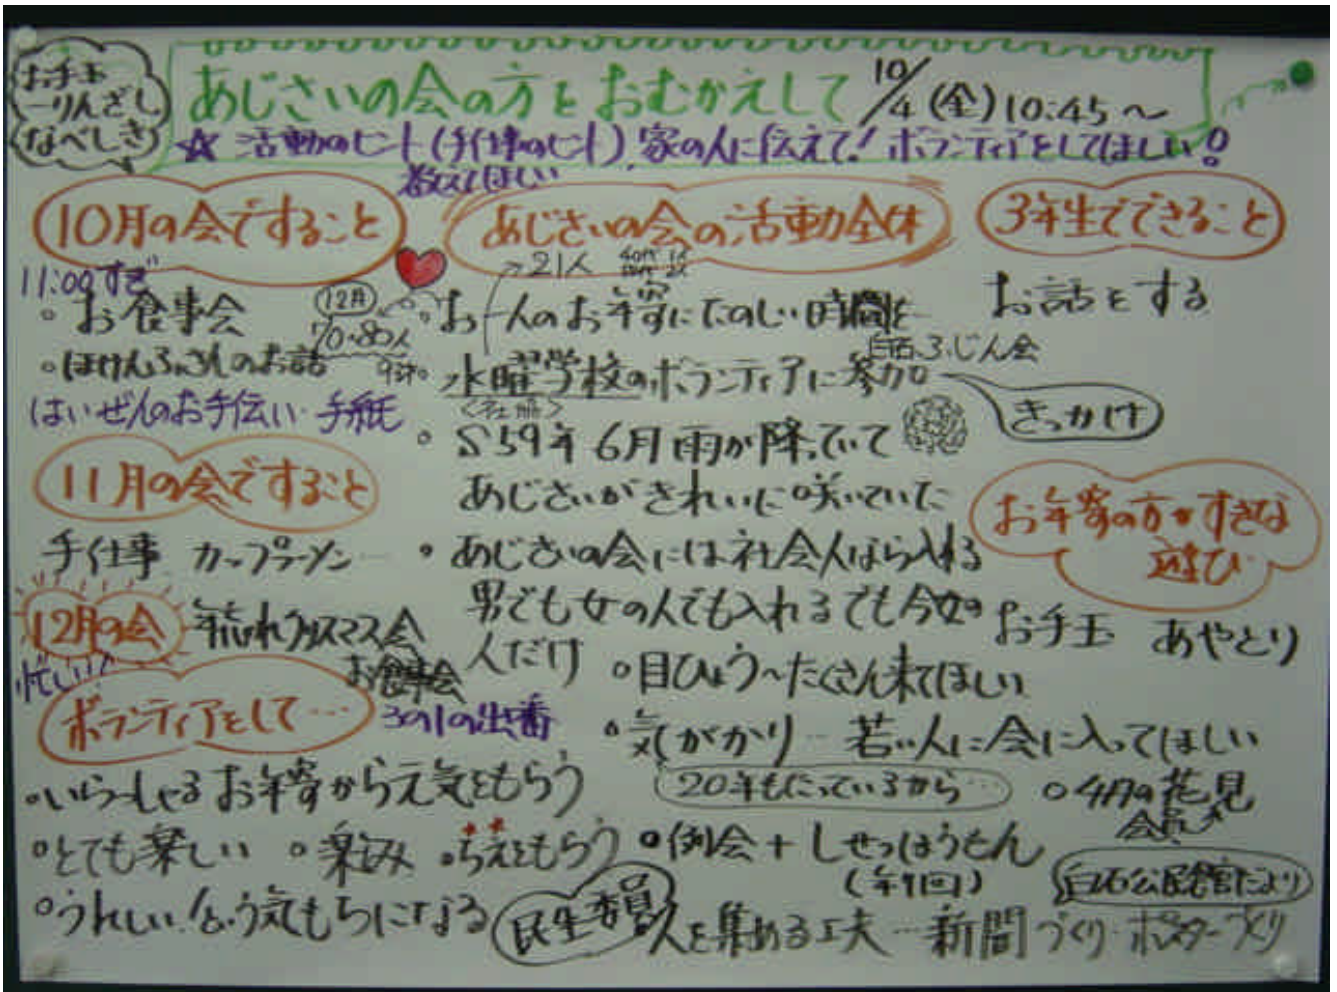 お手玉
一りんざし
なべしき
あじさいの会の方をおむかえして 10/4(金)10:45〜
☆ 活動のヒント(手仕事のヒント)、家の人に伝えて! ボランティアをしてほしい!
教えてほしい
10月の会ですること
11:00すぎ
・お食事会
・ほけんふさんのお話
はいぜんのお手伝い 手紙
11月の会ですること
手仕事 カップラーメン
12月の会
年忘れクリスマス会
忙しい!
お食事会
ボランティアをして…
3の1の出番
・いらっしゃるお年寄から元気をもらう
・とても楽しい ・楽しみ ・ちえをもらう
・うれしい!という気もちになる
あじさいの会の活動全体
21人
12月
70〜80人
・お一人のお年寄にたのしい時間を
・水曜学校のボランティアに参加
白石ふじん会
きっかけ
・S59年6月雨が降っていて
あじさいがきれいに咲いていた
・あじさいの会には社会人なら入れる
男でも女の人でも入れるでも今女の
人だけ
・目ひょう〜たくさん来てほしい
・気がかり…若い人に会に入ってほしい
20年もたっているから…
・例会+しせつほうもん
・4月の花見
会員
白石公民館だより
民生委員
人を集める工夫…新聞づくり・ポスターづくり
3年生でできること
お話をする
お年寄の方がすきな
遊び
お手玉 あやとり